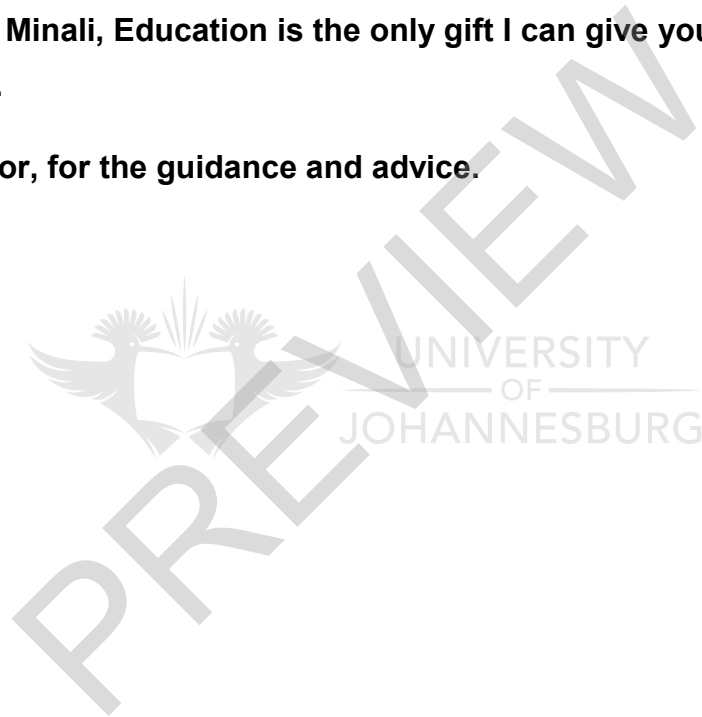 Minali, Education is the only gift I can give you
.
or, for the guidance and advice.
UNIVERSITY
OF
JOHANNESBURG
PREVIEW